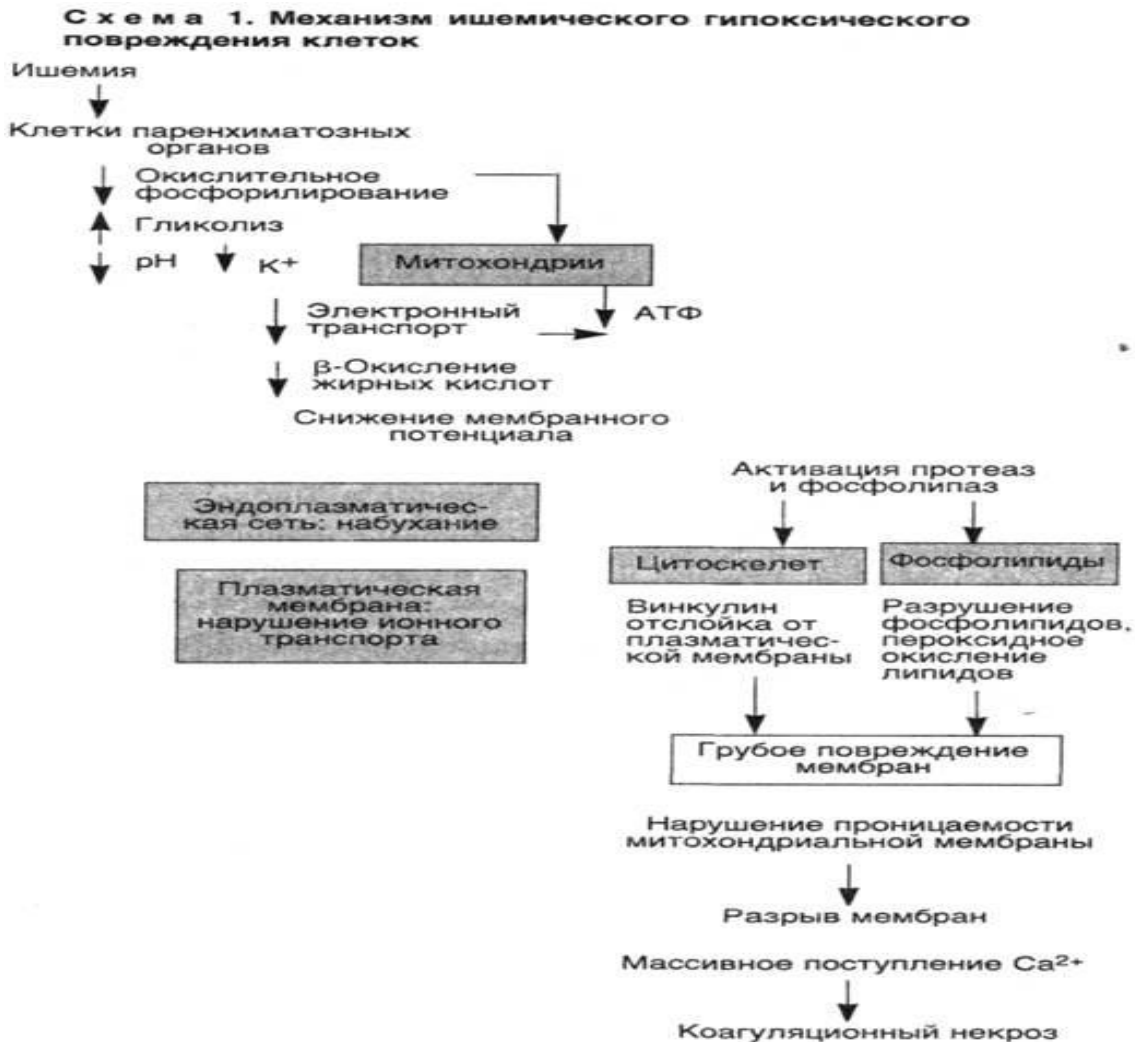 Схема 1. Механизм ишемического гипоксического
повреждения клеток
Ишемия
Клетки паренхиматозных
органов
Окислительное
фосфорилирование
Гликолиз
pH K+
Митохондрии
Электронный
транспорт
АТФ
β-Окисление
жирных кислот
Снижение мембранного
потенциала
Эндоплазматичес-
кая сеть: набухание
Плазматическая
мембрана:
нарушение ионного
транспорта
Активация протеаз
и фосфолипаз
Цитоскелет
Фосфолипиды
Винкулин
отслойка от
плазматичес-
кой мембраны
Разрушение
фосфолипидов,
пероксидное
окисление
липидов
Грубое повреждение
мембран
Нарушение проницаемости
митохондриальной мембраны
Разрыв мембран
Массивное поступление Ca²⁺
Коагуляционный некроз